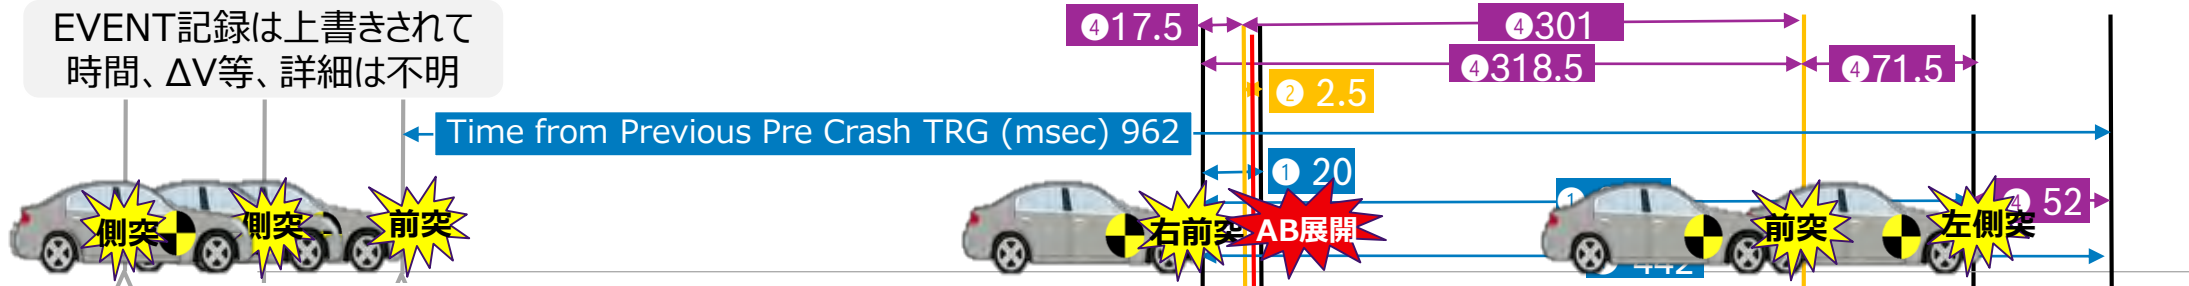 EVENT記録は上書きされて
時間、ΔV等、詳細は不明
❹17.5
❹301
❹318.5
❹71.5
❷ 2.5
Time from Previous Pre Crash TRG (msec) 962
❶ 20
❹ 52
側突
側突
前突
右前突
AB展開
前突
左側突
442